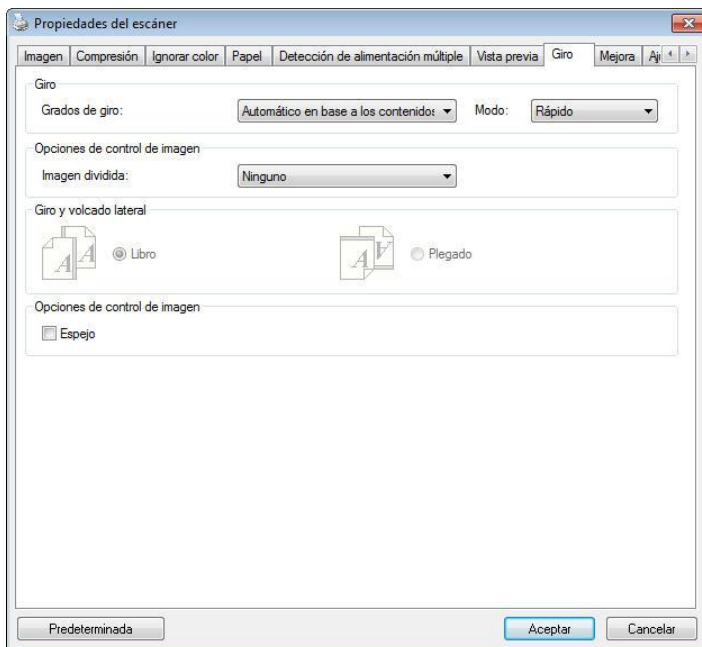 Propiedades del escáner
Imagen Compresión Ignorar color Papel Detección de alimentación múltiple Vista previa Giro Mejora
Giro
Grados de giro: Automático en base a los contenidos Modo: Rápido
Opciones de control de imagen
Imagen dividida: Ninguno
Giro y volcado lateral
A A Libro A A Plegado
Opciones de control de imagen
Espejo
Predeterminada Aceptar Cancelar